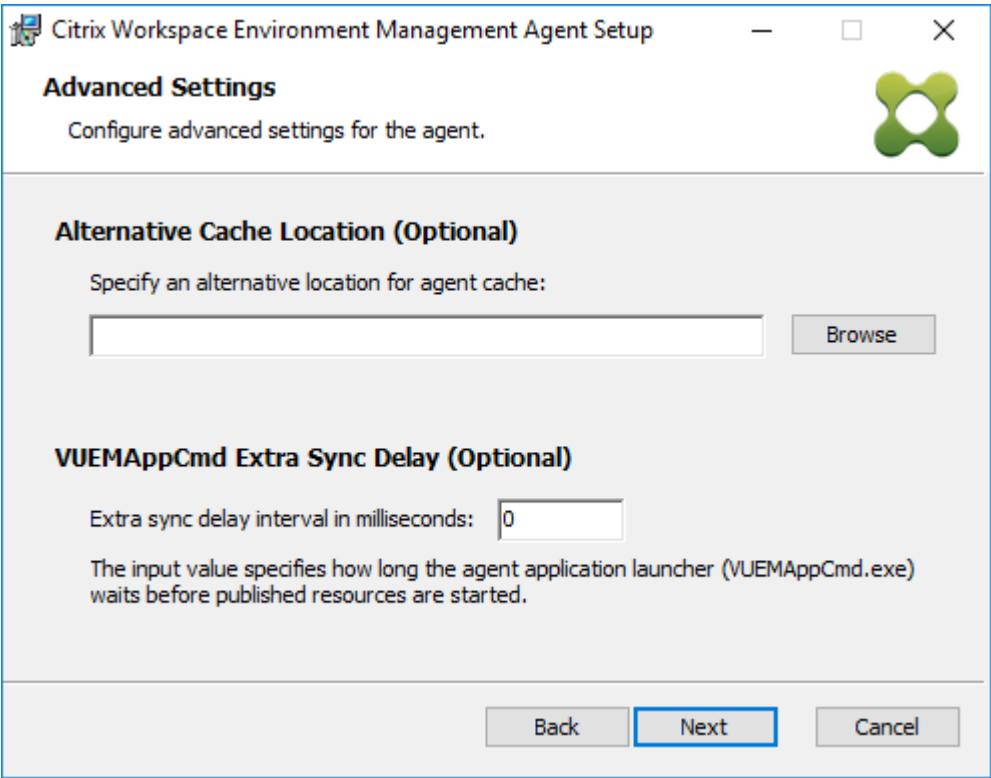 Citrix Workspace Environment Management Agent Setup
Advanced Settings
Configure advanced settings for the agent.
Alternative Cache Location (Optional)
Specify an alternative location for agent cache:
Browse
VUEMAppCmd Extra Sync Delay (Optional)
Extra sync delay interval in milliseconds: 0
The input value specifies how long the agent application launcher (VUEMAppCmd.exe)
waits before published resources are started.
Back Next Cancel